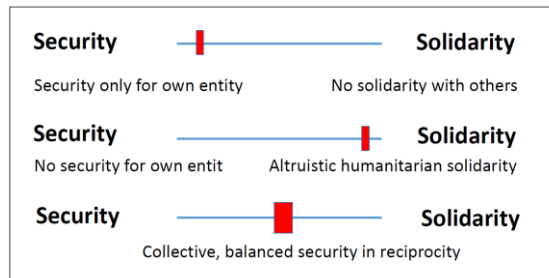 Security Solidarity
Security only for own entity No solidarity with others
Security Solidarity
No security for own entit Altruistic humanitarian solidarity
Security Solidarity
Collective, balanced security in reciprocity